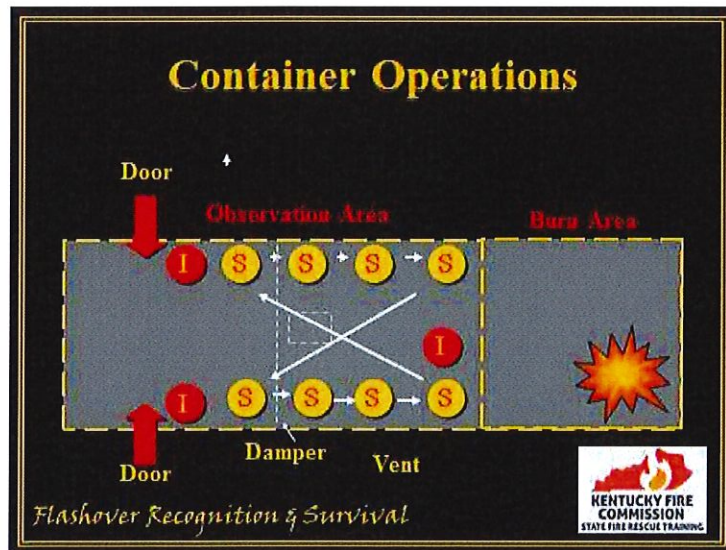 Container Operations
Door
Observation Area
Burn Area
I S S S S
I
I S S S S
Damper
Vent
Door
Flashover Recognition & Survival
KENTUCKY FIRE
COMMISSION
STATE FIRE RESCUE TRAINING